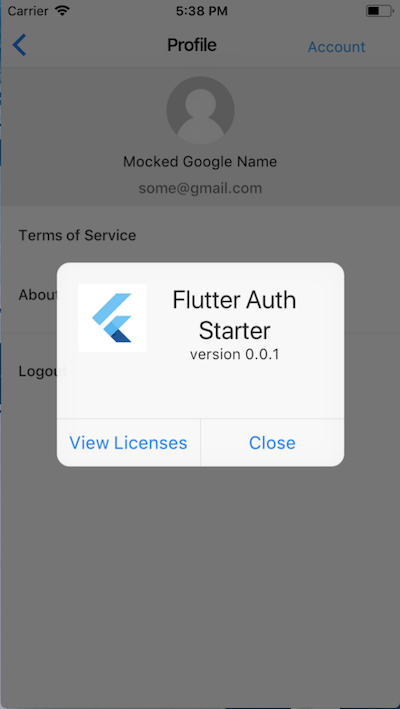 Carrier 5:38 PM
Profile Account
Mocked Google Name
some@gmail.com
Terms of Service
About
Flutter Auth
Starter
version 0.0.1
Logout
View Licenses Close